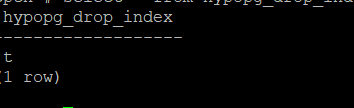 hypopg_drop_index
-------------------
t
(1 row)